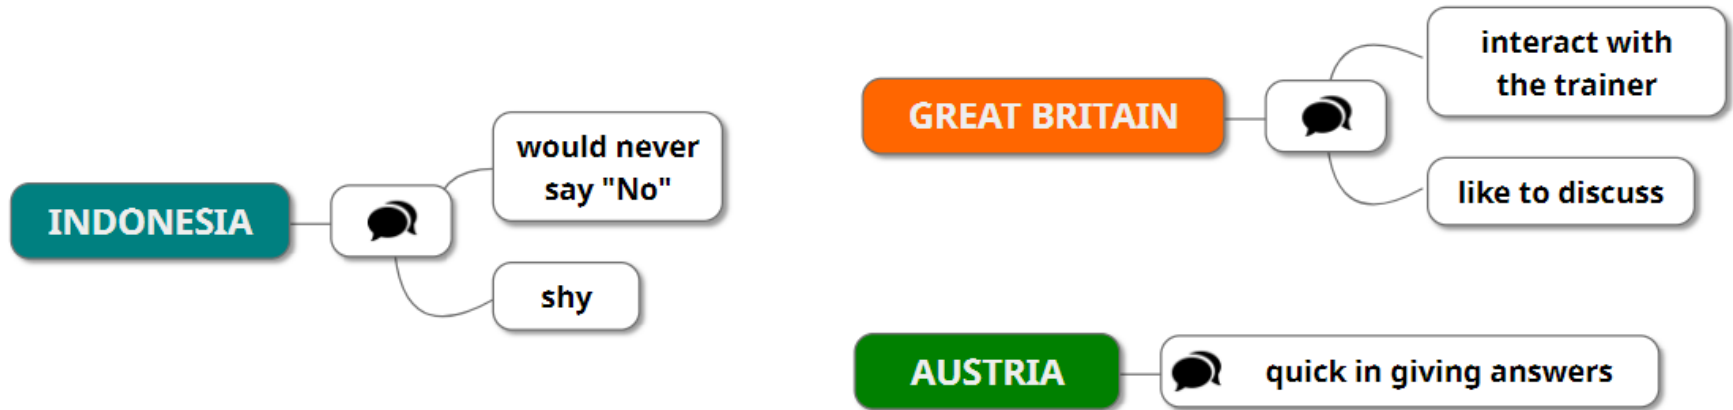 INDONESIA
would never
say "No"
shy
GREAT BRITAIN
interact with
the trainer
like to discuss
AUSTRIA
quick in giving answers